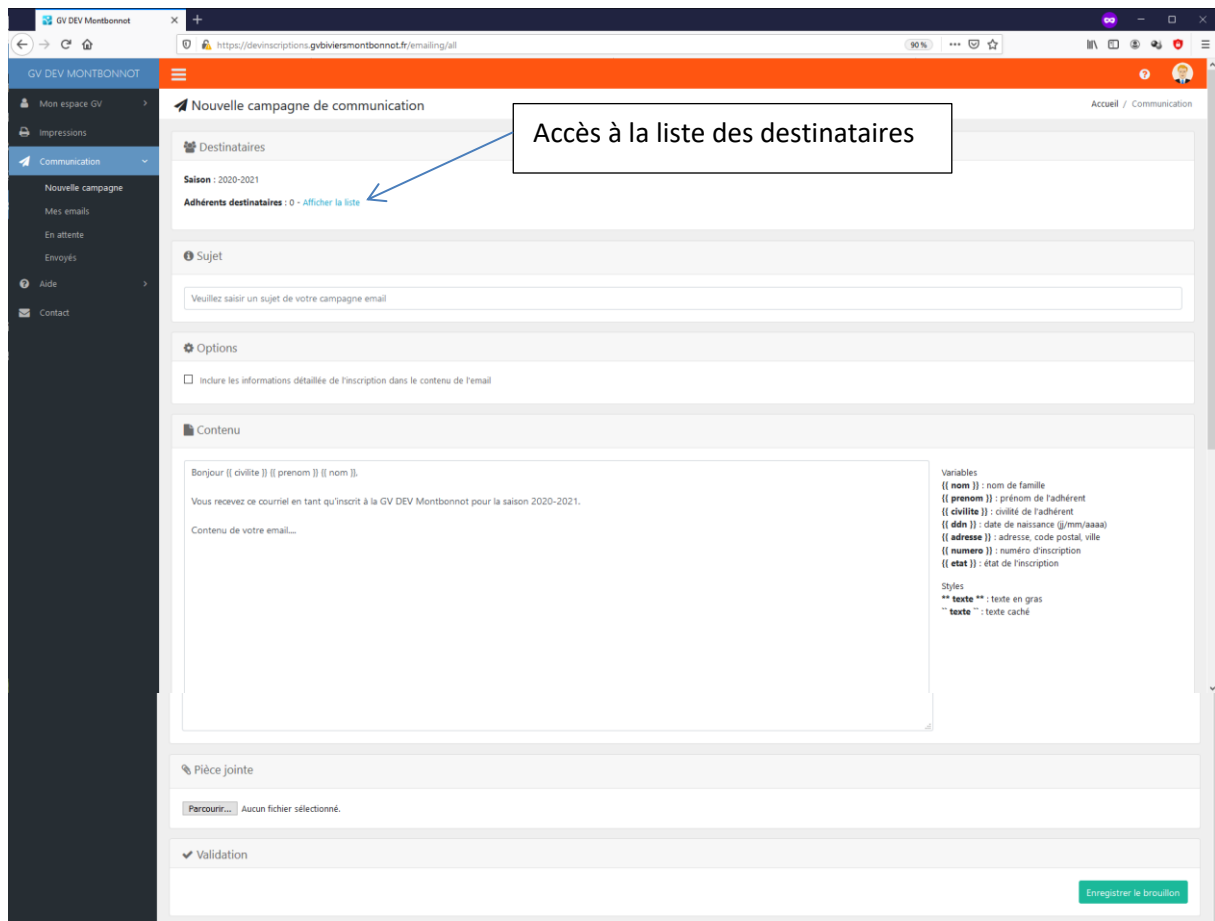 GV DEV Montbonnot
https://devinscriptions.gvbiviersmontbonnot.fr/emailing/all
90 %
GV DEV MONTBONNOT
Mon espace GV
Impressions
Communication
Nouvelle campagne
Mes emails
En attente
Envoyés
Aide
Contact
Nouvelle campagne de communication
Accueil / Communication
Accès à la liste des destinataires
Destinataires
Saison : 2020-2021
Adhérents destinataires : 0 - Afficher la liste
Sujet
Veuillez saisir un sujet de votre campagne email
Options
Inclure les informations détaillée de l'inscription dans le contenu de l'email
Contenu
Bonjour {{ civilite }} {{ prenom }} {{ nom }},
Vous recevez ce courriel en tant qu'inscrit à la GV DEV Montbonnot pour la saison 2020-2021.
Contenu de votre email....
Variables
{{ nom }} : nom de famille
{{ prenom }} : prénom de l'adhérent
{{ civilite }} : civilité de l'adhérent
{{ ddn }} : date de naissance (jj/mm/aaaa)
{{ adresse }} : adresse, code postal, ville
{{ numero }} : numéro d'inscription
{{ etat }} : état de l'inscription
Styles
** texte ** : texte en gras
`` texte `` : texte caché
Pièce jointe
Parcourir... Aucun fichier sélectionné.
Validation
Enregistrer le brouillon